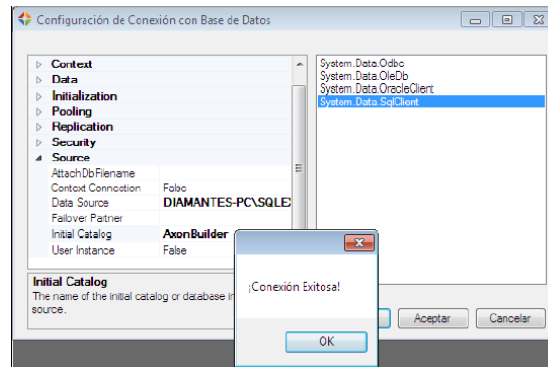 Configuración de Conexión con Base de Datos
Context
Data
Initialization
Pooling
Replication
Security
Source
AttachDbFilename
Context Connection False
Data Source DIAMANTES-PC\SQLE
Failover Partner
Initial Catalog AxonBuilder
User Instance False
Initial Catalog
The name of the initial catalog or database in
source.
System.Data.Odbc
System.Data.OleDb
System.Data.OracleClient
System.Data.SqlClient
¡Conexión Exitosa!
OK
Aceptar
Cancelar